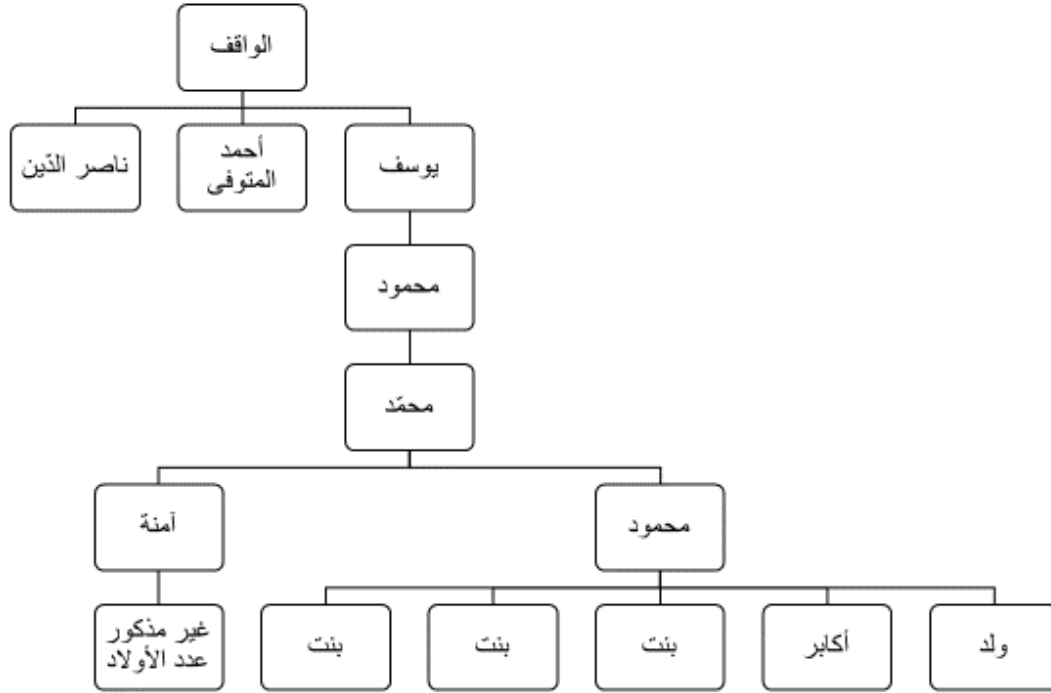 الواقف
يوسف
أحمد
المتوفى
ناصر الدّين
محمود
محمّد
محمود
آمنة
ولد
أكابر
بنت
بنت
بنت
غير مذكور
عدد الأولاد